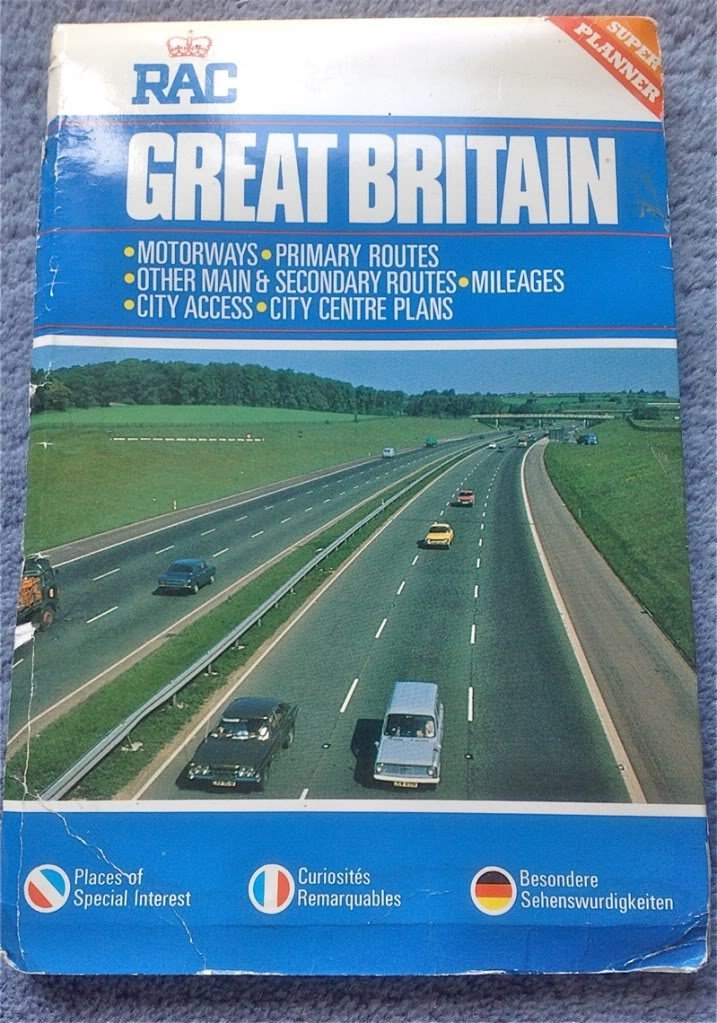 RAC
SUPER
PLANNER
GREAT BRITAIN
•MOTORWAYS•PRIMARY ROUTES
•OTHER MAIN & SECONDARY ROUTES•MILEAGES
•CITY ACCESS•CITY CENTRE PLANS
Places of
Special Interest
Curiosités
Remarquables
Besondere
Sehenswurdigkeiten